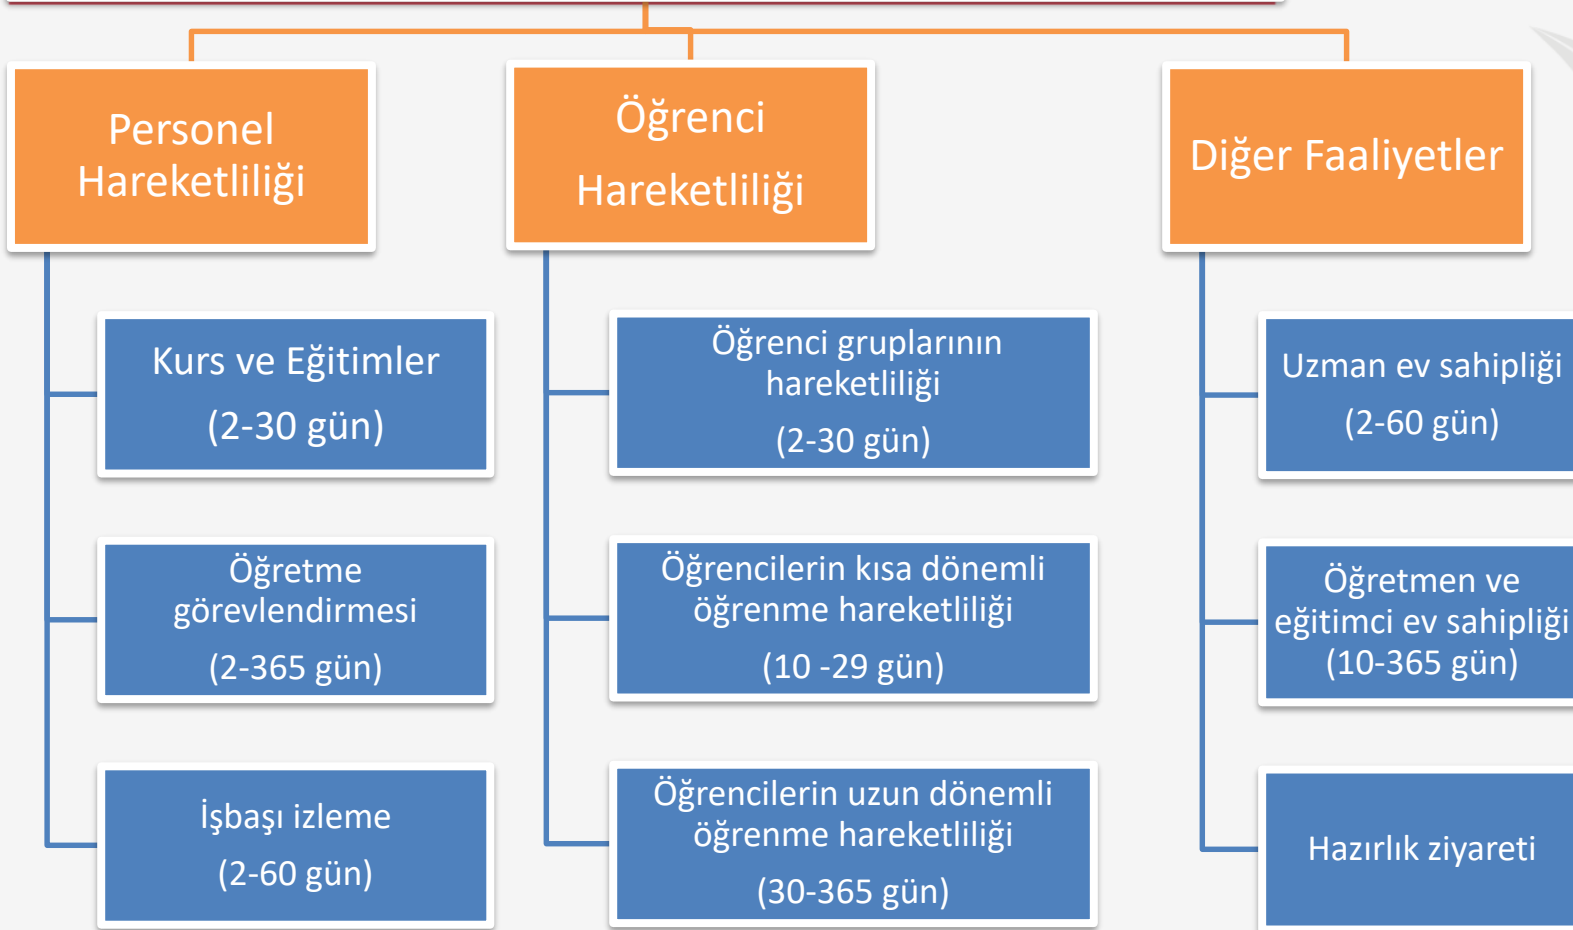 Personel
Hareketliliği
Kurs ve Eğitimler
(2-30 gün)
Öğretme
görevlendirmesi
(2-365 gün)
İşbaşı izleme
(2-60 gün)
Öğrenci
Hareketliliği
Öğrenci gruplarının
hareketliliği
(2-30 gün)
Öğrencilerin kısa dönemli
öğrenme hareketliliği
(10 -29 gün)
Öğrencilerin uzun dönemli
öğrenme hareketliliği
(30-365 gün)
Diğer Faaliyetler
Uzman ev sahipliği
(2-60 gün)
Öğretmen ve
eğitimci ev sahipliği
(10-365 gün)
Hazırlık ziyareti